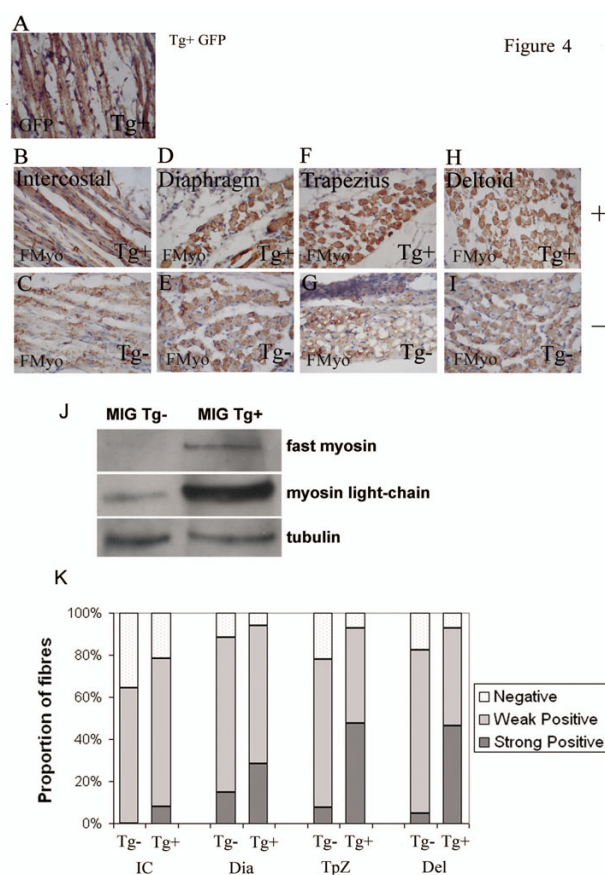 A
Tg+ GFP
Figure 4
GFP
Tg+
B
D
F
H
Intercostal
Diaphragm
Trapezius
Deltoid
+
FMyo
Tg+
FMyo
Tg+
FMyo
Tg+
FMyo
Tg+
C
E
G
I
−
FMyo
Tg-
FMyo
Tg-
FMyo
Tg-
FMyo
Tg-
J
MIG Tg- MIG Tg+
fast myosin
myosin light-chain
tubulin
K
Proportion of fibres
100%
80%
60%
40%
20%
0%
Negative
Weak Positive
Strong Positive
Tg- Tg+ Tg- Tg+ Tg- Tg+ Tg- Tg+
IC Dia TpZ Del